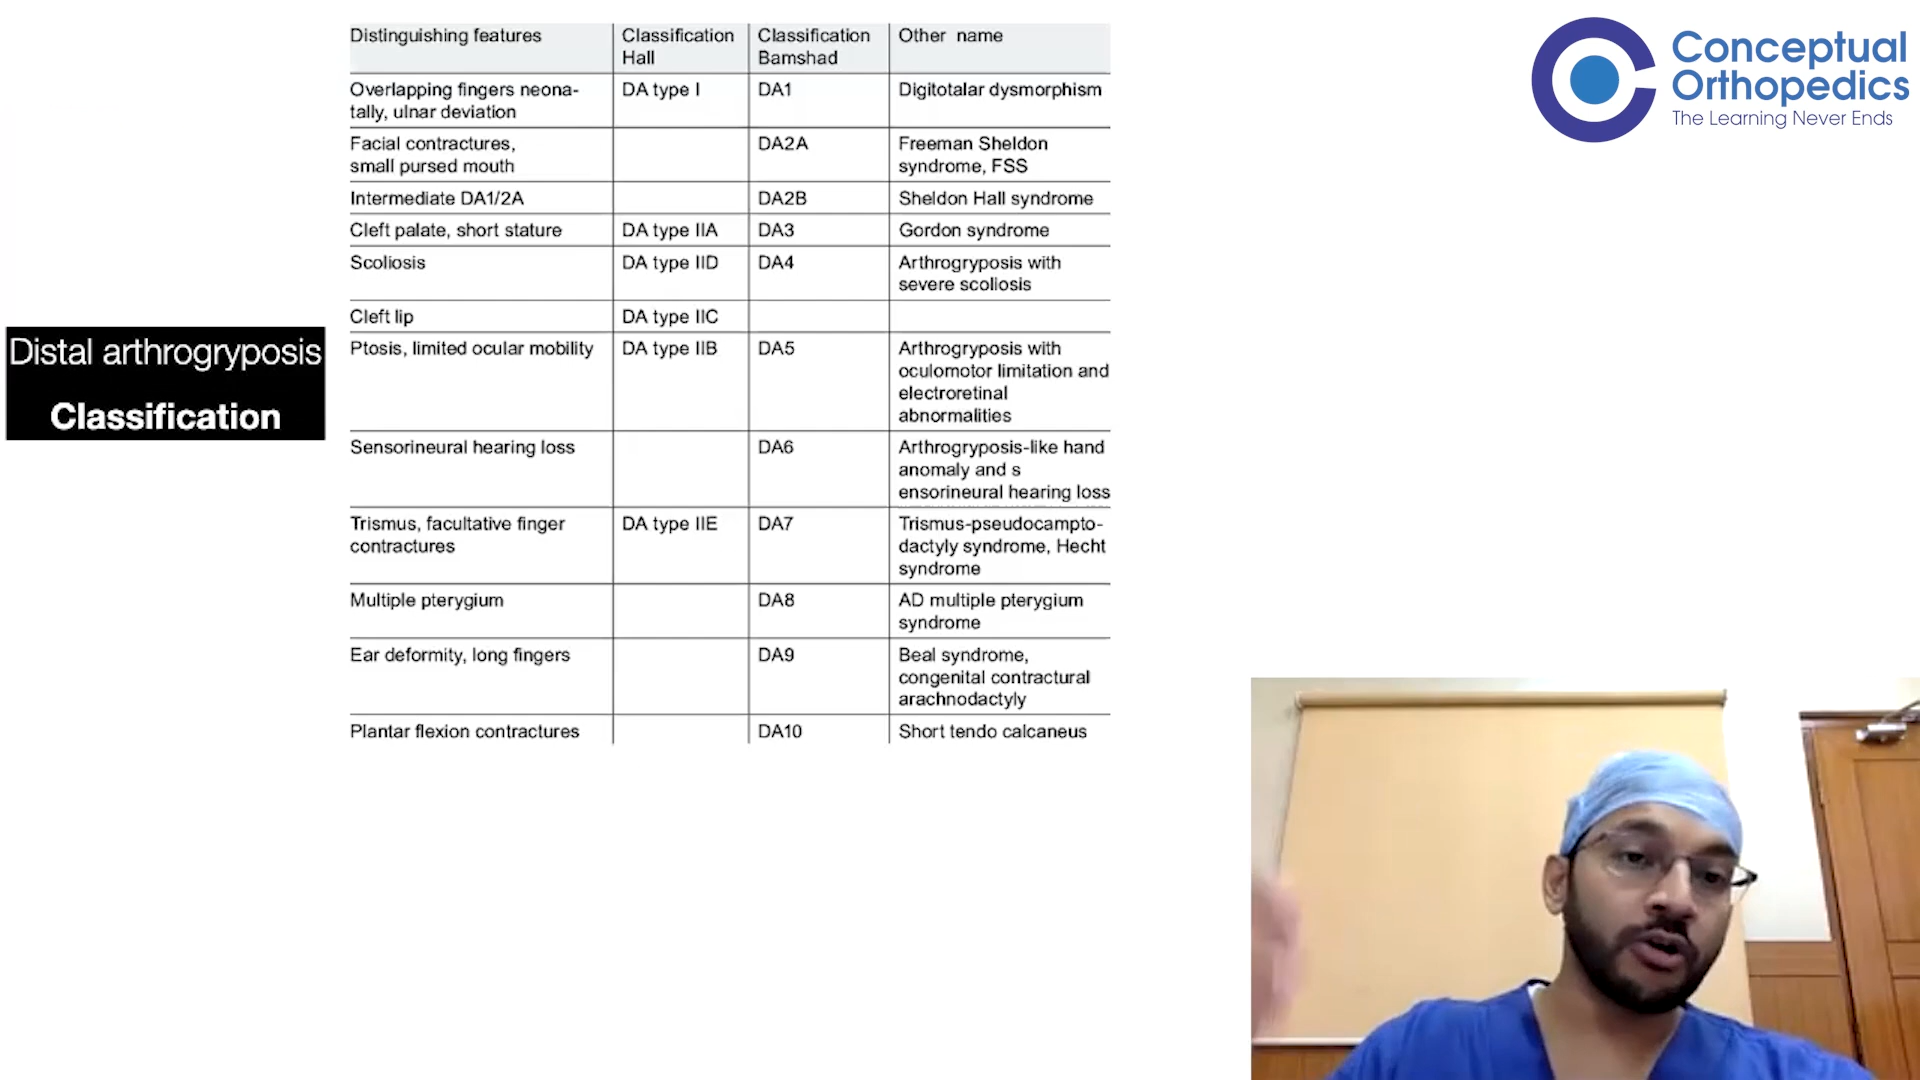 Conceptual
Orthopedics
The Learning Never Ends
Distal arthrogryposis
Classification
Distinguishing features	Classification Hall	Classification Bamshad	Other name
Overlapping fingers neona-
tally, ulnar deviation	DA type I	DA1	Digitotalar dysmorphism
Facial contractures,
small pursed mouth		DA2A	Freeman Sheldon
syndrome, FSS
Intermediate DA1/2A		DA2B	Sheldon Hall syndrome
Cleft palate, short stature	DA type IIA	DA3	Gordon syndrome
Scoliosis	DA type IID	DA4	Arthrogryposis with
severe scoliosis
Cleft lip	DA type IIC
Ptosis, limited ocular mobility	DA type IIB	DA5	Arthrogryposis with
oculomotor limitation and
electroretinal
abnormalities
Sensorineural hearing loss		DA6	Arthrogryposis-like hand
anomaly and s
ensorineural hearing loss
Trismus, facultative finger
contractures	DA type IIE	DA7	Trismus-pseudocampto-
dactyly syndrome, Hecht
syndrome
Multiple pterygium		DA8	AD multiple pterygium
syndrome
Ear deformity, long fingers		DA9	Beal syndrome,
congenital contractural
arachnodactyly
Plantar flexion contractures		DA10	Short tendo calcaneus